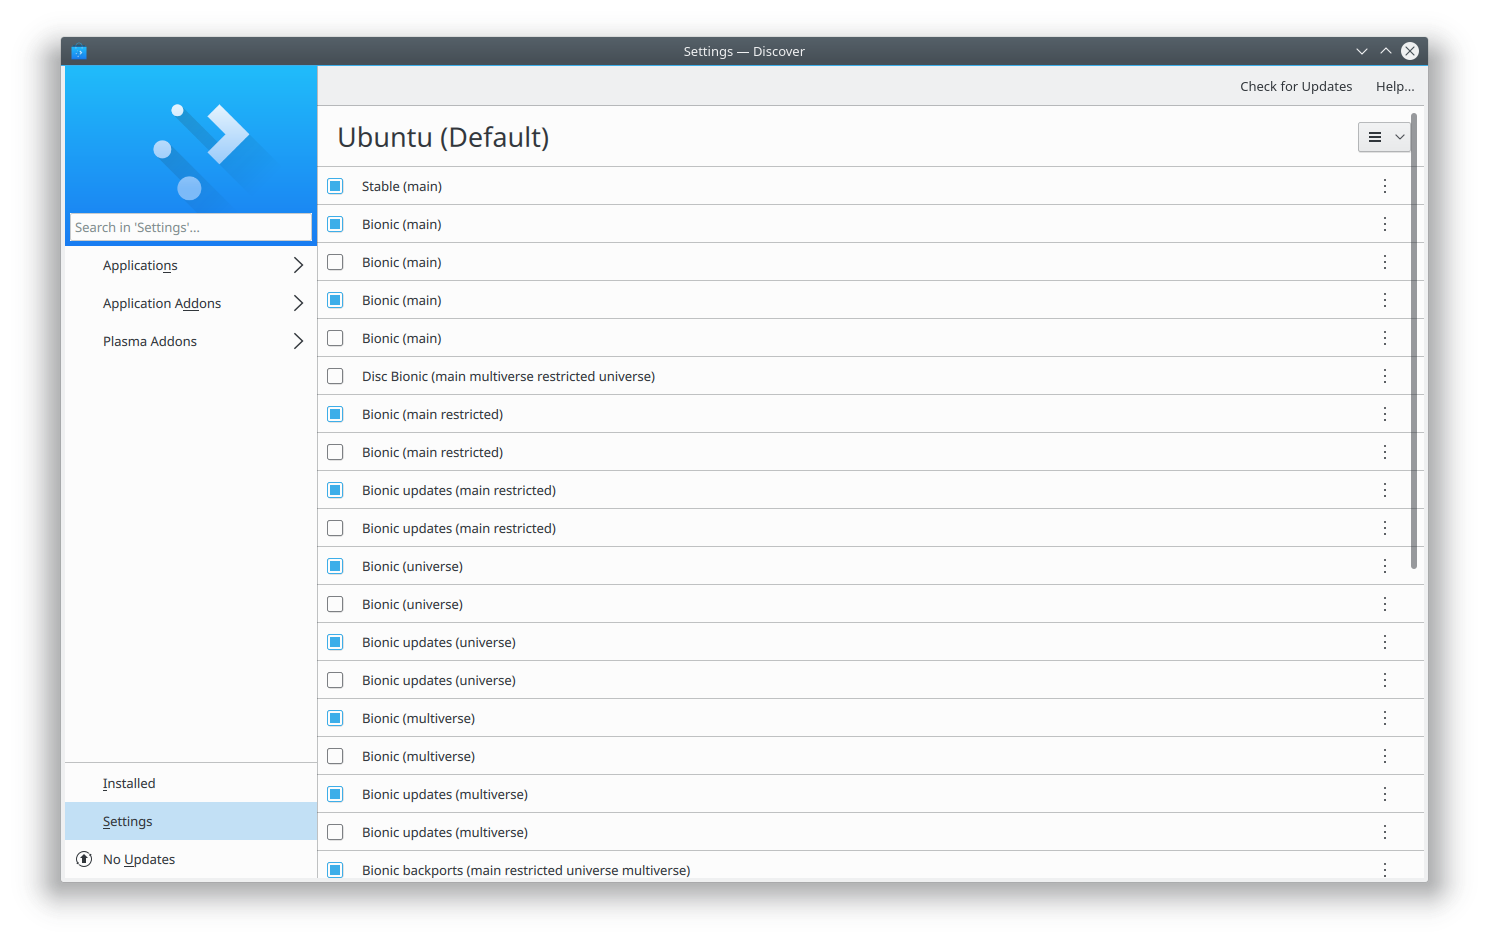 Settings — Discover
Check for Updates Help...
Search in 'Settings'...
Applications
Application Addons
Plasma Addons
Installed
Settings
No Updates
Ubuntu (Default)
Stable (main)
Bionic (main)
Bionic (main)
Bionic (main)
Bionic (main)
Disc Bionic (main multiverse restricted universe)
Bionic (main restricted)
Bionic (main restricted)
Bionic updates (main restricted)
Bionic updates (main restricted)
Bionic (universe)
Bionic (universe)
Bionic updates (universe)
Bionic updates (universe)
Bionic (multiverse)
Bionic (multiverse)
Bionic updates (multiverse)
Bionic updates (multiverse)
Bionic backports (main restricted universe multiverse)